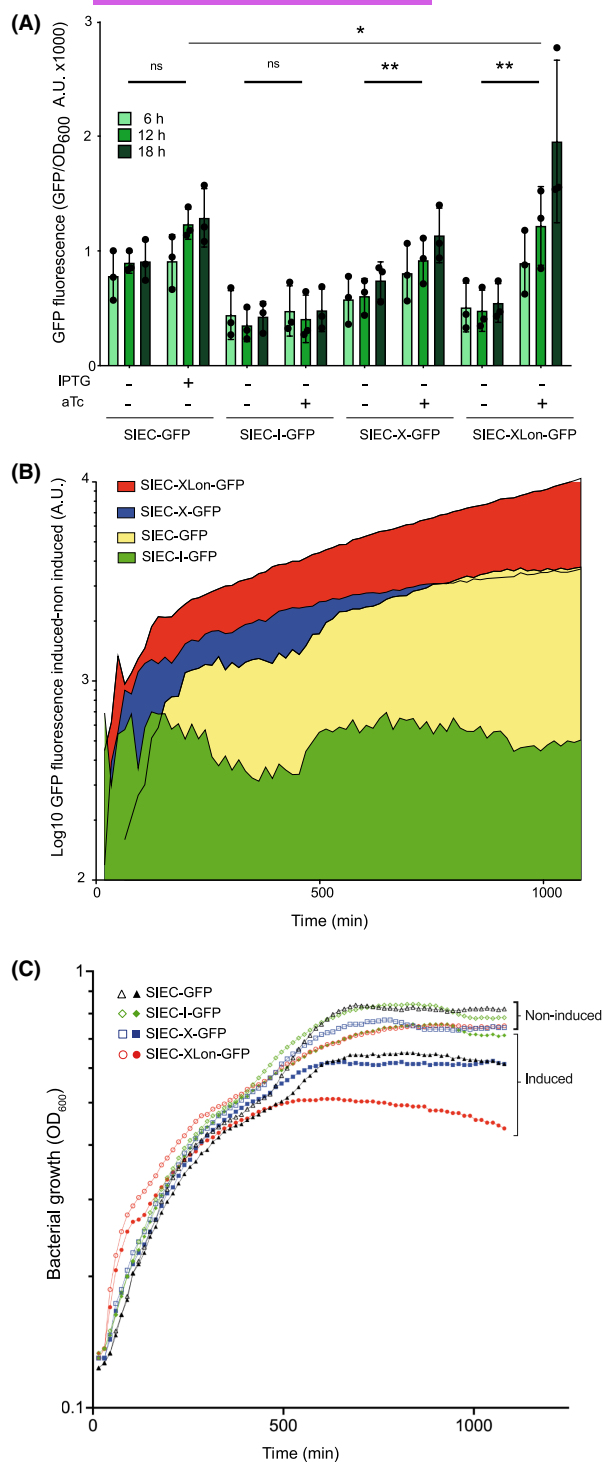 (A)
GFP fluorescence (GFP/OD600 A.U. x1000)
3
2
1
0
*
ns
ns
**
**
6 h
12 h
18 h
IPTG - + 
aTc - - - + - + - +
SIEC-GFP SIEC-I-GFP SIEC-X-GFP SIEC-XLon-GFP
(B)
Log10 GFP fluorescence induced-non induced (A.U.)
4
3
2
SIEC-XLon-GFP
SIEC-X-GFP
SIEC-GFP
SIEC-I-GFP
0 500 1000
Time (min)
(C)
Bacterial growth (OD600)
1
0.1
SIEC-GFP
SIEC-I-GFP
SIEC-X-GFP
SIEC-XLon-GFP
Non-induced
Induced
0 500 1000
Time (min)